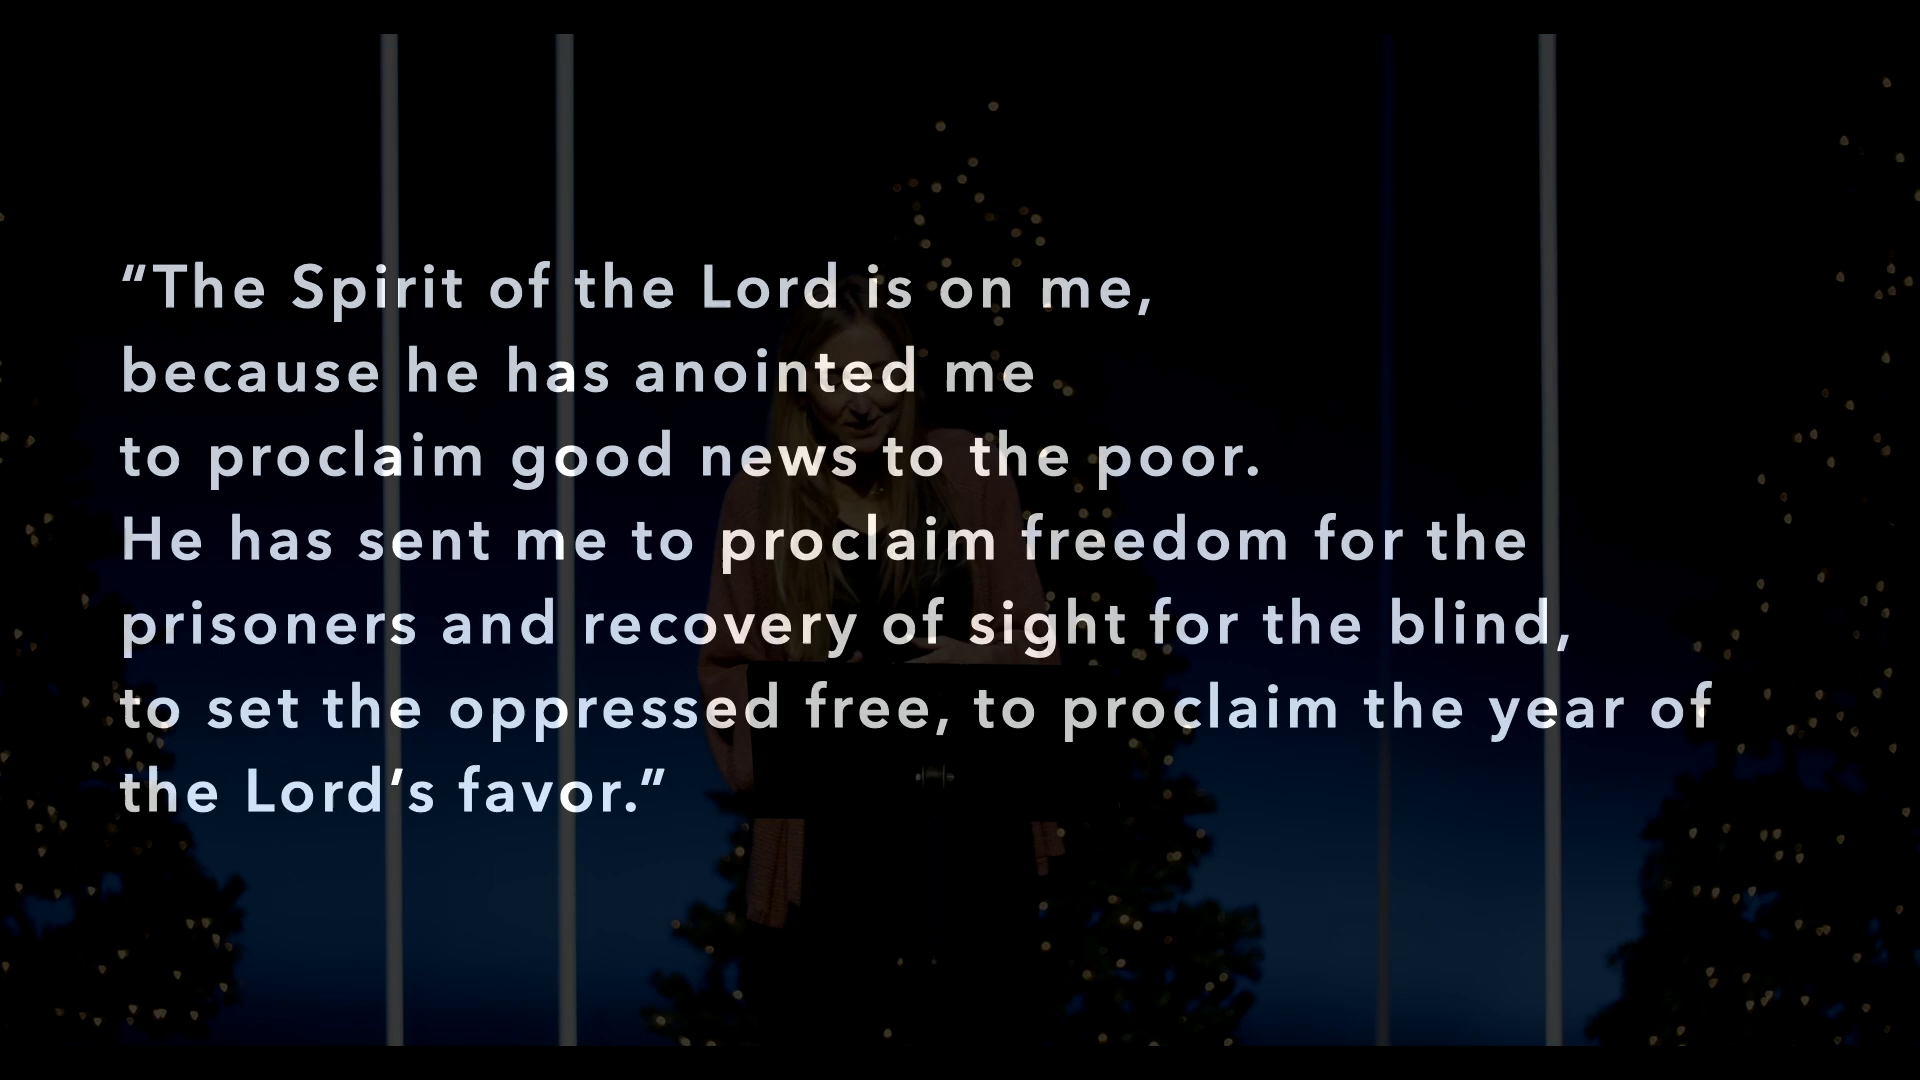 “The Spirit of the Lord is on me,
because he has anointed me
to proclaim good news to the poor.
He has sent me to proclaim freedom for the
prisoners and recovery of sight for the blind,
to set the oppressed free, to proclaim the year of
the Lord’s favor.”